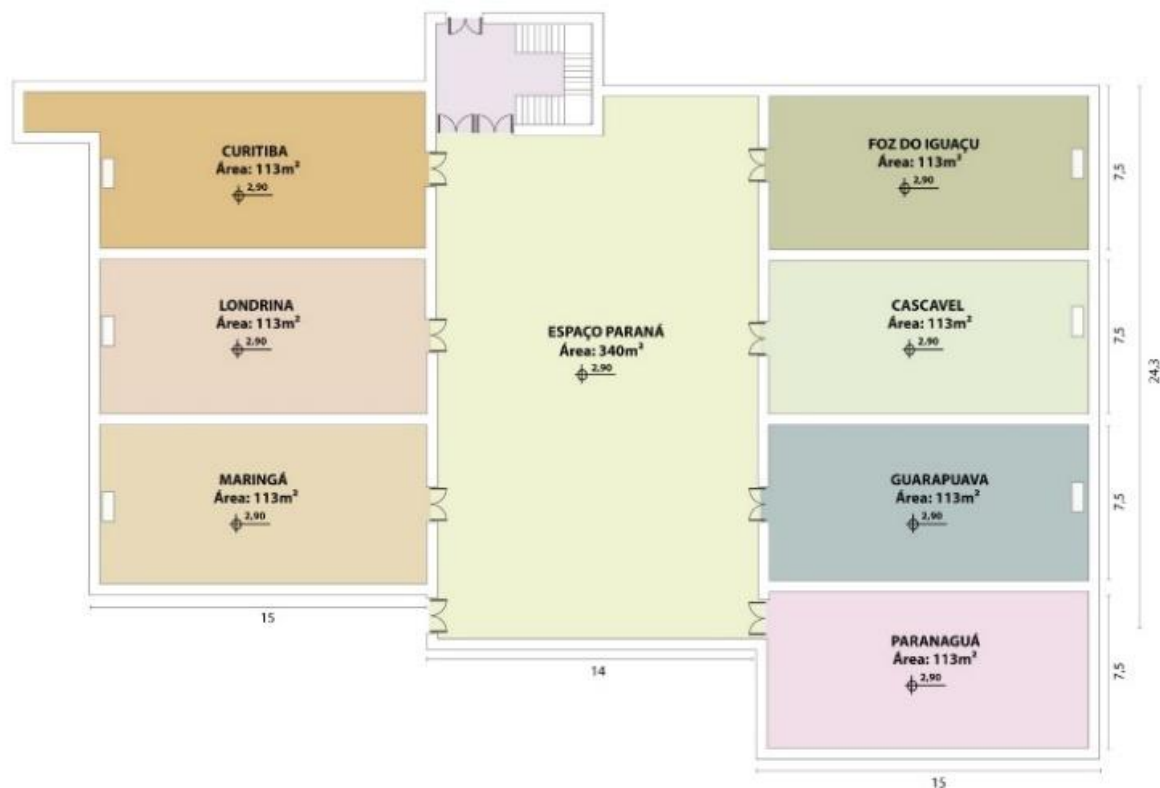 CURITIBA
Área: 113m²
2,90
FOZ DO IGUAÇU
Área: 113m²
2,90
7,5
LONDRINA
Área: 113m²
2,90
ESPAÇO PARANÁ
Área: 340m²
2,90
CASCAVEL
Área: 113m²
2,90
7,5
24,3
MARINGÁ
Área: 113m²
2,90
GUARAPUAVA
Área: 113m²
2,90
7,5
15
14
PARANAGUÁ
Área: 113m²
2,90
7,5
15